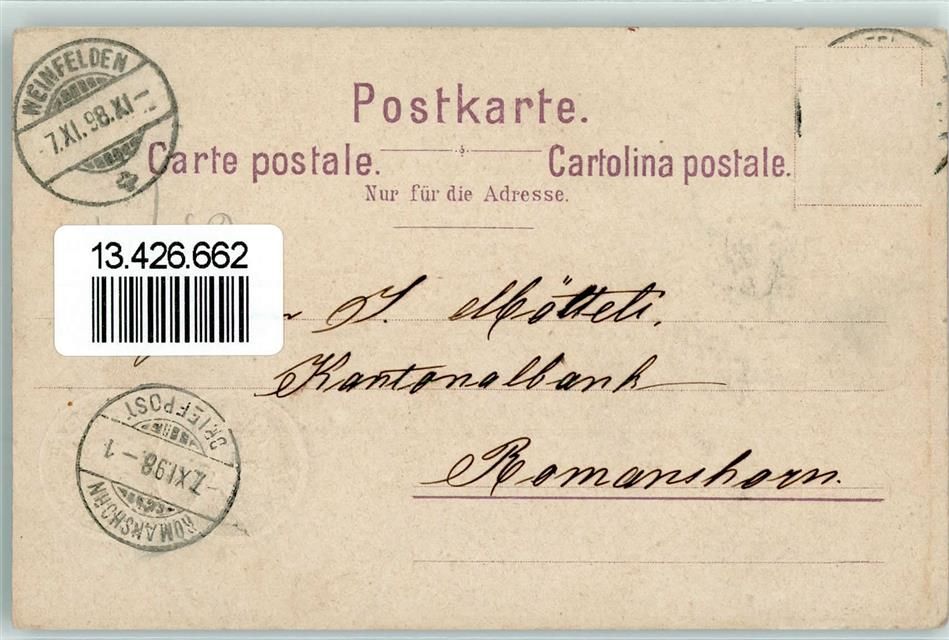 WEINFELDEN
7.XI.98.XI-
Postkarte.
Carte postale.
Cartolina postale.
Nur für die Adresse.
13.426.662
J. Mötteli,
Kantonalbank
Romanshorn.
BRIEFPOST
7.XI.98.-1
ROMANSHORN